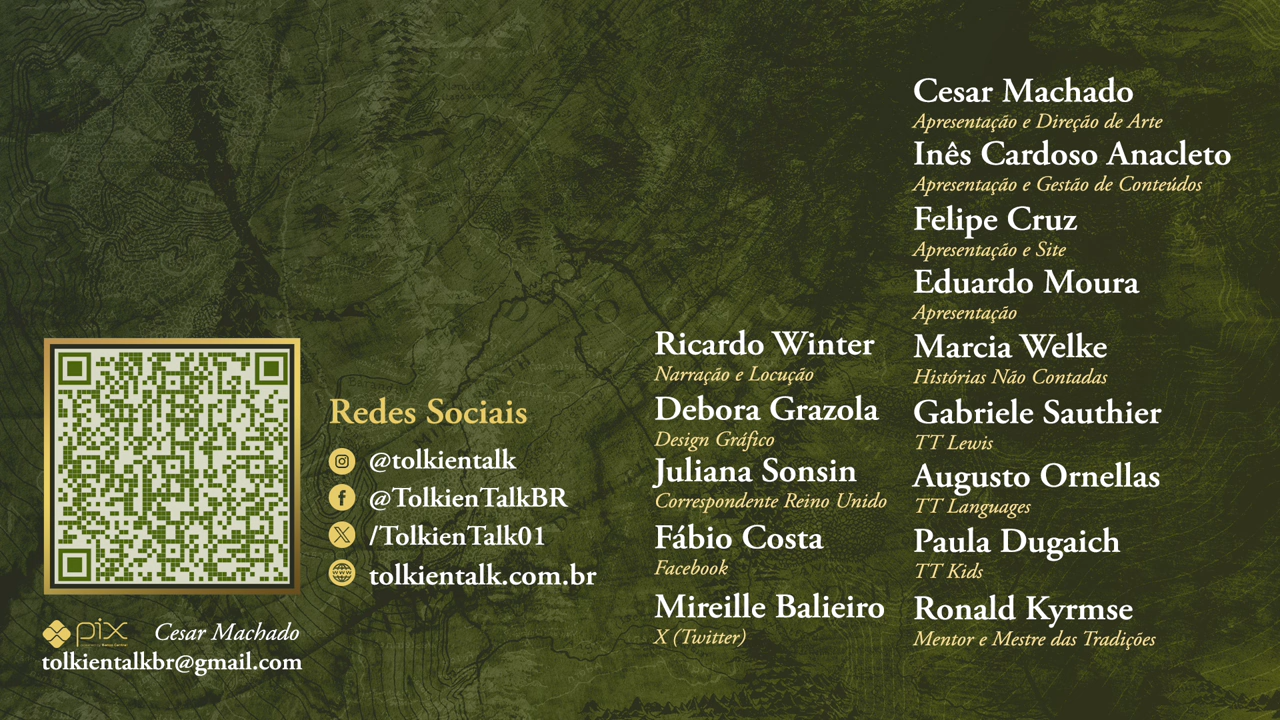 Cesar Machado
Apresentação e Direção de Arte
Inês Cardoso Anacleto
Apresentação e Gestão de Conteúdos
Felipe Cruz
Apresentação e Site
Eduardo Moura
Apresentação
Marcia Welke
Histórias Não Contadas
Gabriele Sauthier
TT Lewis
Augusto Ornellas
TT Languages
Paula Dugaich
TT Kids
Ronald Kyrmse
Mentor e Mestre das Tradições
Ricardo Winter
Narração e Locução
Debora Grazola
Design Gráfico
Juliana Sonsin
Correspondente Reino Unido
Fábio Costa
Facebook
Mireille Balieiro
X (Twitter)
Redes Sociais
@tolkientalk
@TolkienTalkBR
/TolkienTalk01
tolkientalk.com.br
pix
Cesar Machado
tolkientalkbr@gmail.com